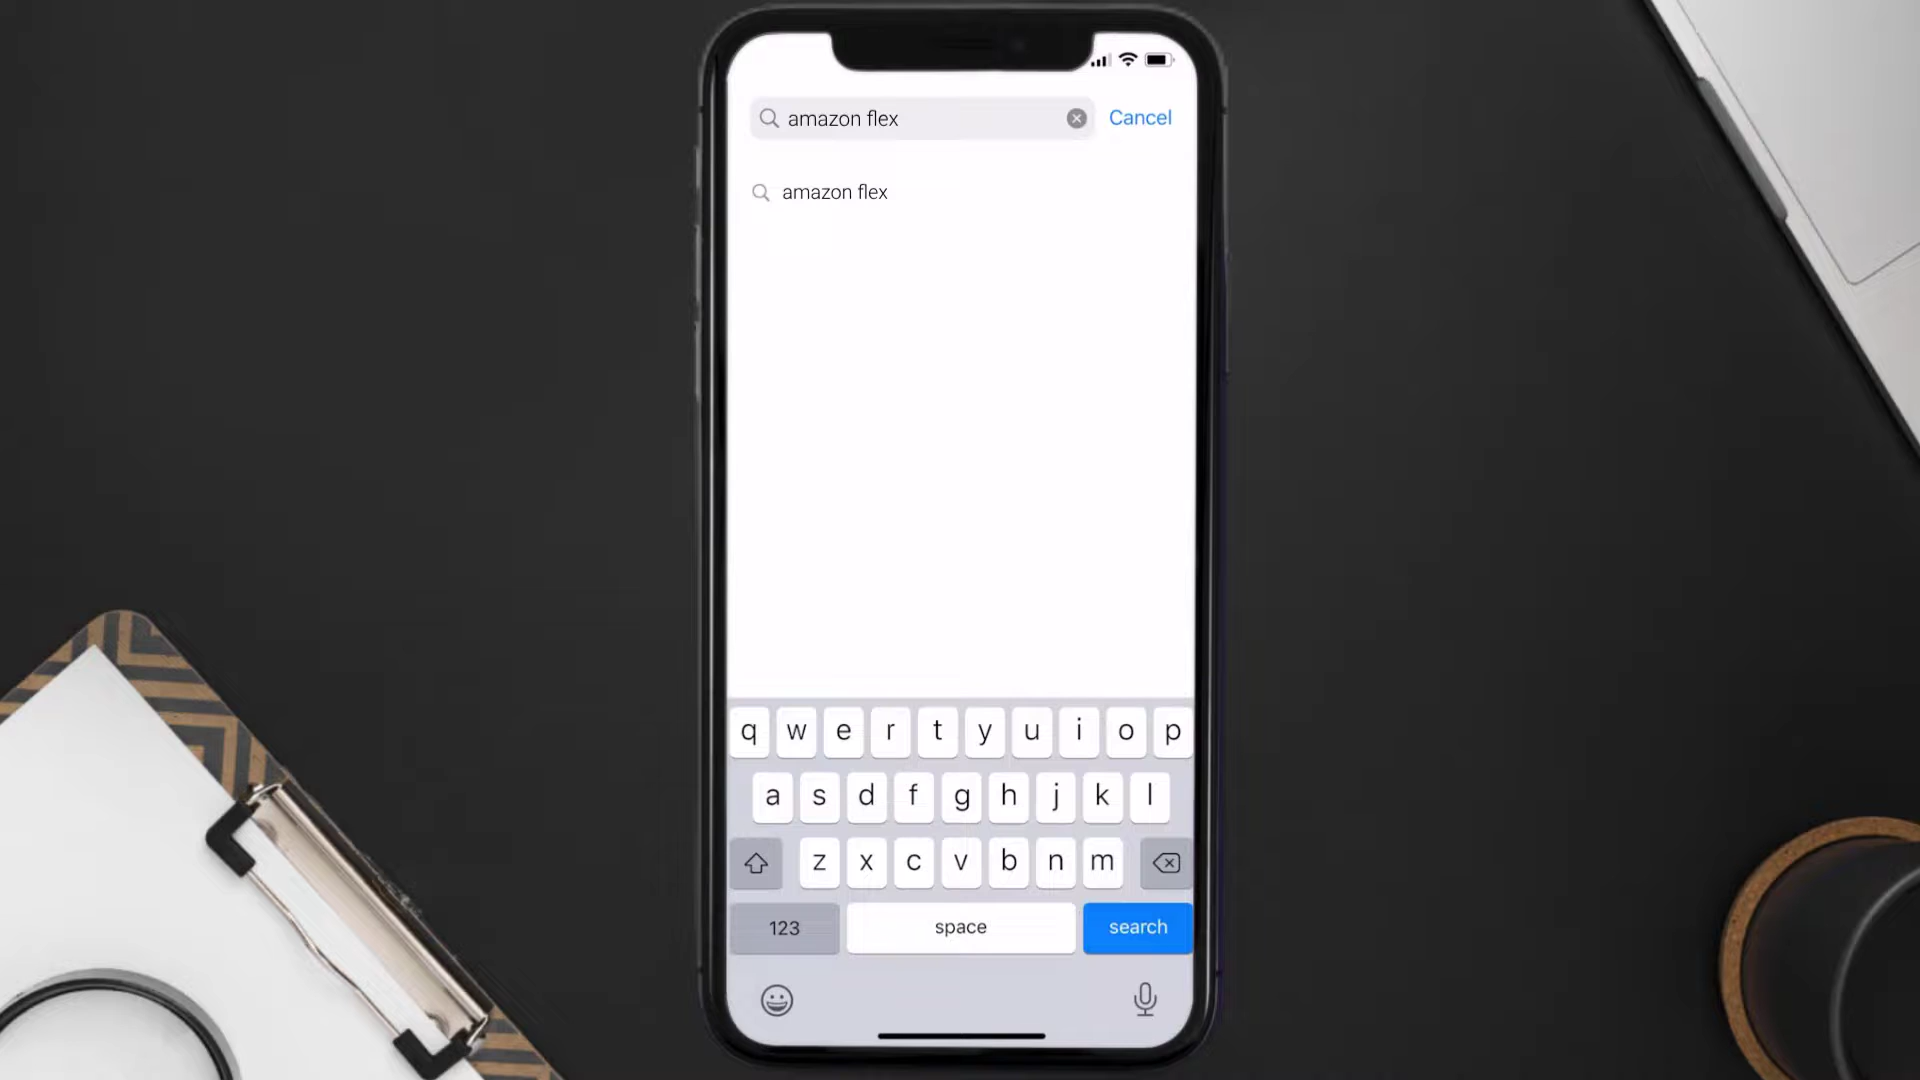 amazon flex
Cancel
amazon flex
q w e r t y u i o p
a s d f g h j k l
z x c v b n m
123
space
search